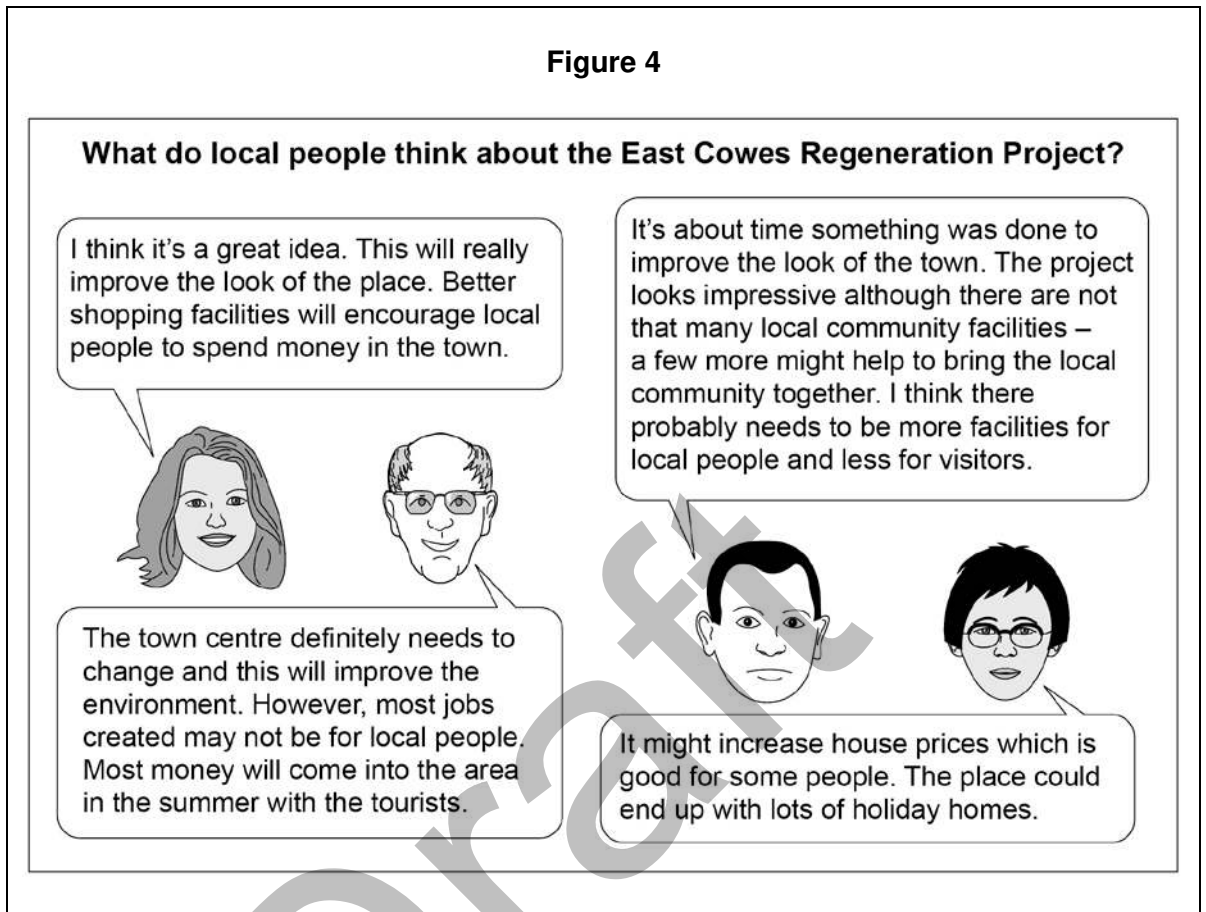 Figure 4
What do local people think about the East Cowes Regeneration Project?
I think it's a great idea. This will really
improve the look of the place. Better
shopping facilities will encourage local
people to spend money in the town.
It's about time something was done to
improve the look of the town. The project
looks impressive although there are not
that many local community facilities –
a few more might help to bring the local
community together. I think there
probably needs to be more facilities for
local people and less for visitors.
The town centre definitely needs to
change and this will improve the
environment. However, most jobs
created may not be for local people.
Most money will come into the area
in the summer with the tourists.
It might increase house prices which is
good for some people. The place could
end up with lots of holiday homes.
Draft